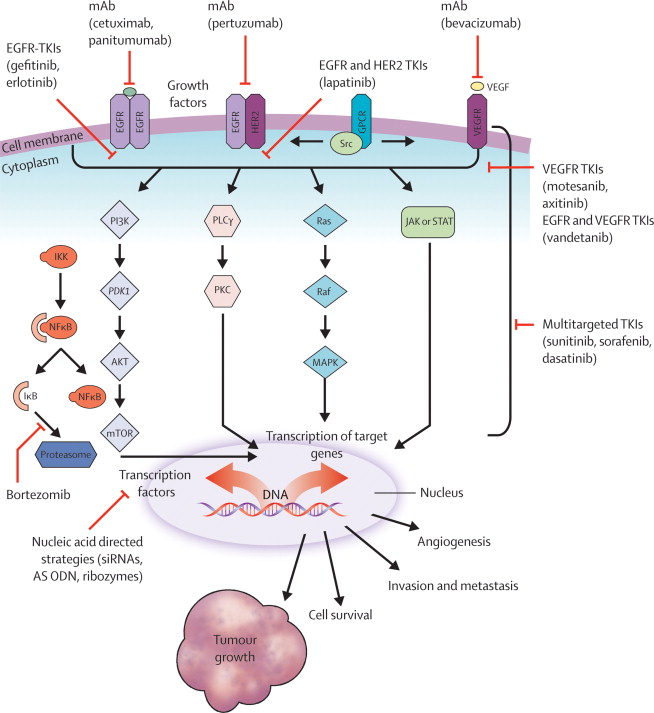 mAb
(cetuximab,
panitumumab)
mAb
(pertuzumab)
mAb
(bevacizumab)
EGFR-TKIs
(gefitinib,
erlotinib)
Growth
factors
EGFR and HER2 TKIs
(lapatinib)
VEGF
EGFR
EGFR
EGFR
HER2
GPCR
Src
VEGFR
Cell membrane
Cytoplasm
VEGFR TKIs
(motesanib,
axitinib)
EGFR and VEGFR TKIs
(vandetanib)
PI3K
PLCγ
Ras
JAK or STAT
IKK
PDK1
PKC
Raf
NFκB
Multitargeted TKIs
(sunitinib, sorafenib,
dasatinib)
AKT
MAPK
IκB
NFκB
mTOR
Proteasome
Transcription of target
genes
Bortezomib
Transcription
factors
DNA
Nucleus
Nucleic acid directed
strategies (siRNAs,
AS ODN, ribozymes)
Angiogenesis
Invasion and metastasis
Cell survival
Tumour
growth